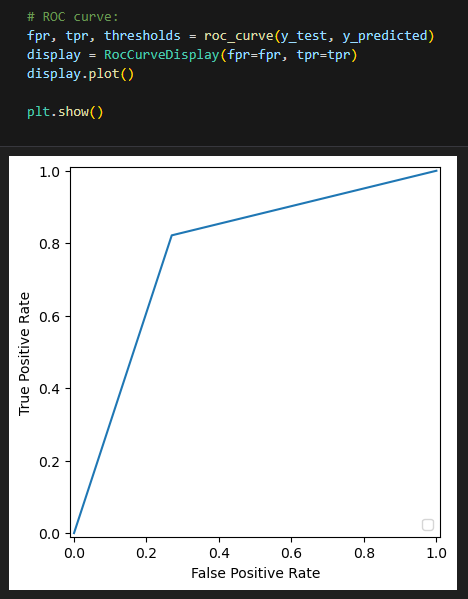 # ROC curve:
fpr, tpr, thresholds = roc_curve(y_test, y_predicted)
display = RocCurveDisplay(fpr=fpr, tpr=tpr)
display.plot()
plt.show()
1.0
0.8
0.6
0.4
0.2
0.0
True Positive Rate
0.0 0.2 0.4 0.6 0.8 1.0
False Positive Rate